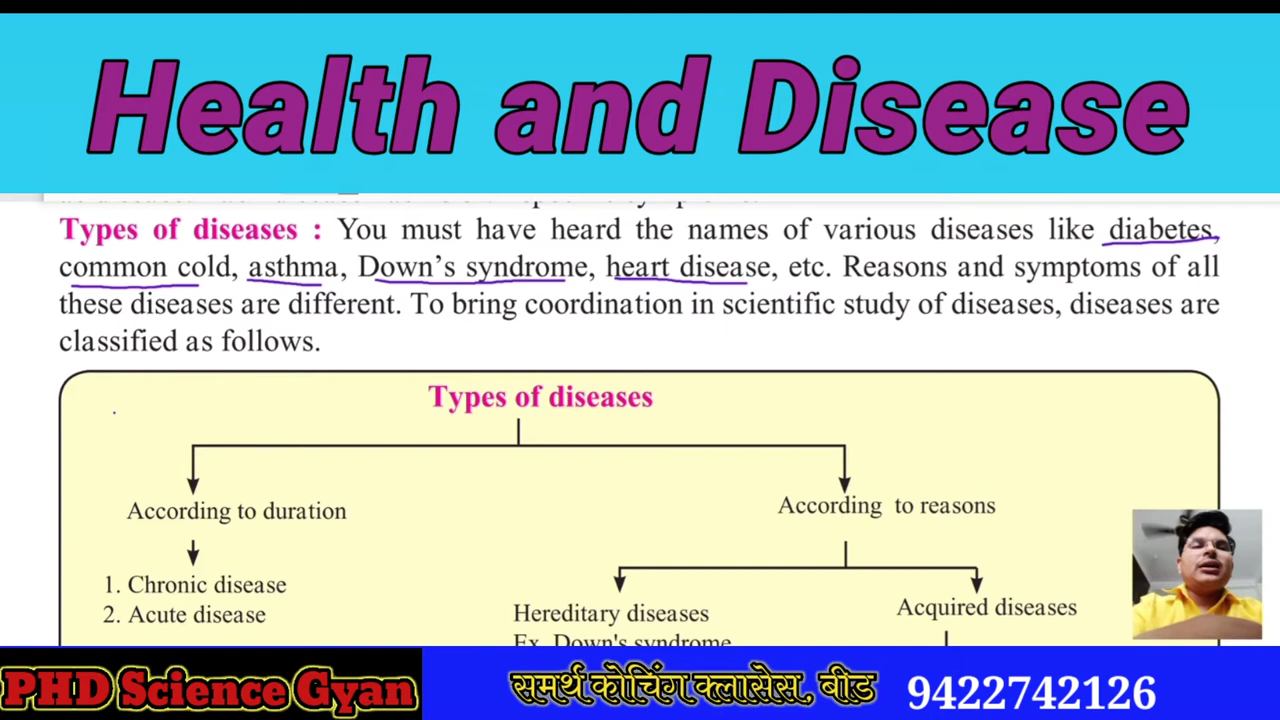 Health and Disease
Types of diseases : You must have heard the names of various diseases like diabetes,
common cold, asthma, Down's syndrome, heart disease, etc. Reasons and symptoms of all
these diseases are different. To bring coordination in scientific study of diseases, diseases are
classified as follows.
Types of diseases
According to duration
According to reasons
1. Chronic disease
2. Acute disease
Hereditary diseases
Acquired diseases
Ex. Down's syndrome
PHD Science Gyan
समर्थ कोचिंग क्लासेस, बीड
9422742126